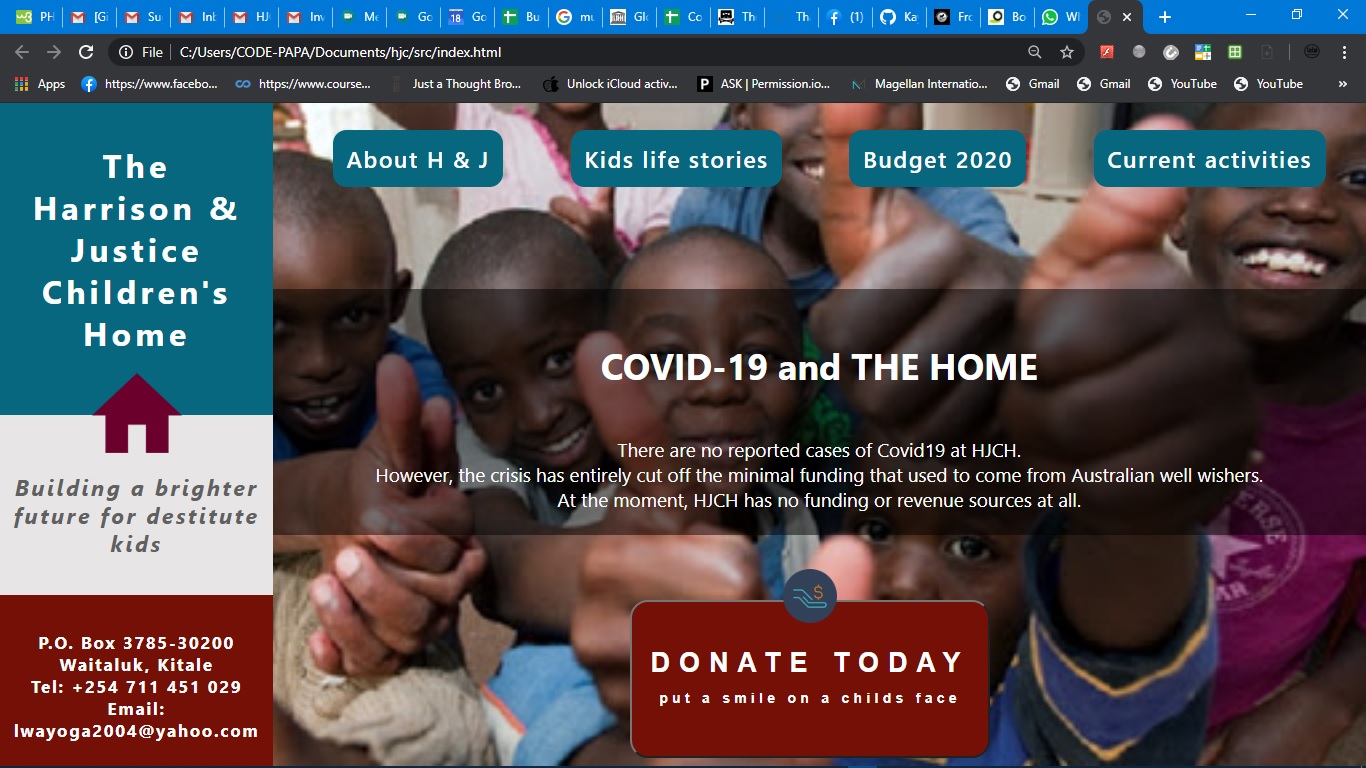 PH
[Gi
Su
Inl
HJ
Inv
Me
Go
18
Go
Bu
mu
Gl
Co
Th
Th
(1)
Ka
Fro
Bo
W
File
C:/Users/CODE-PAPA/Documents/hjc/src/index.html
Apps
https://www.facebo...
https://www.course...
Just a Thought Bro...
Unlock iCloud activ...
ASK | Permission.io...
Magellan Internatio...
Gmail
Gmail
YouTube
YouTube
»
The
Harrison &
Justice
Children's
Home
Building a brighter
future for destitute
kids
P.O. Box 3785-30200
Waitaluk, Kitale
Tel: +254 711 451 029
Email:
lwayoga2004@yahoo.com
About H & J
Kids life stories
Budget 2020
Current activities
COVID-19 and THE HOME
There are no reported cases of Covid19 at HJCH.
However, the crisis has entirely cut off the minimal funding that used to come from Australian well wishers.
At the moment, HJCH has no funding or revenue sources at all.
DONATE TODAY
put a smile on a childs face